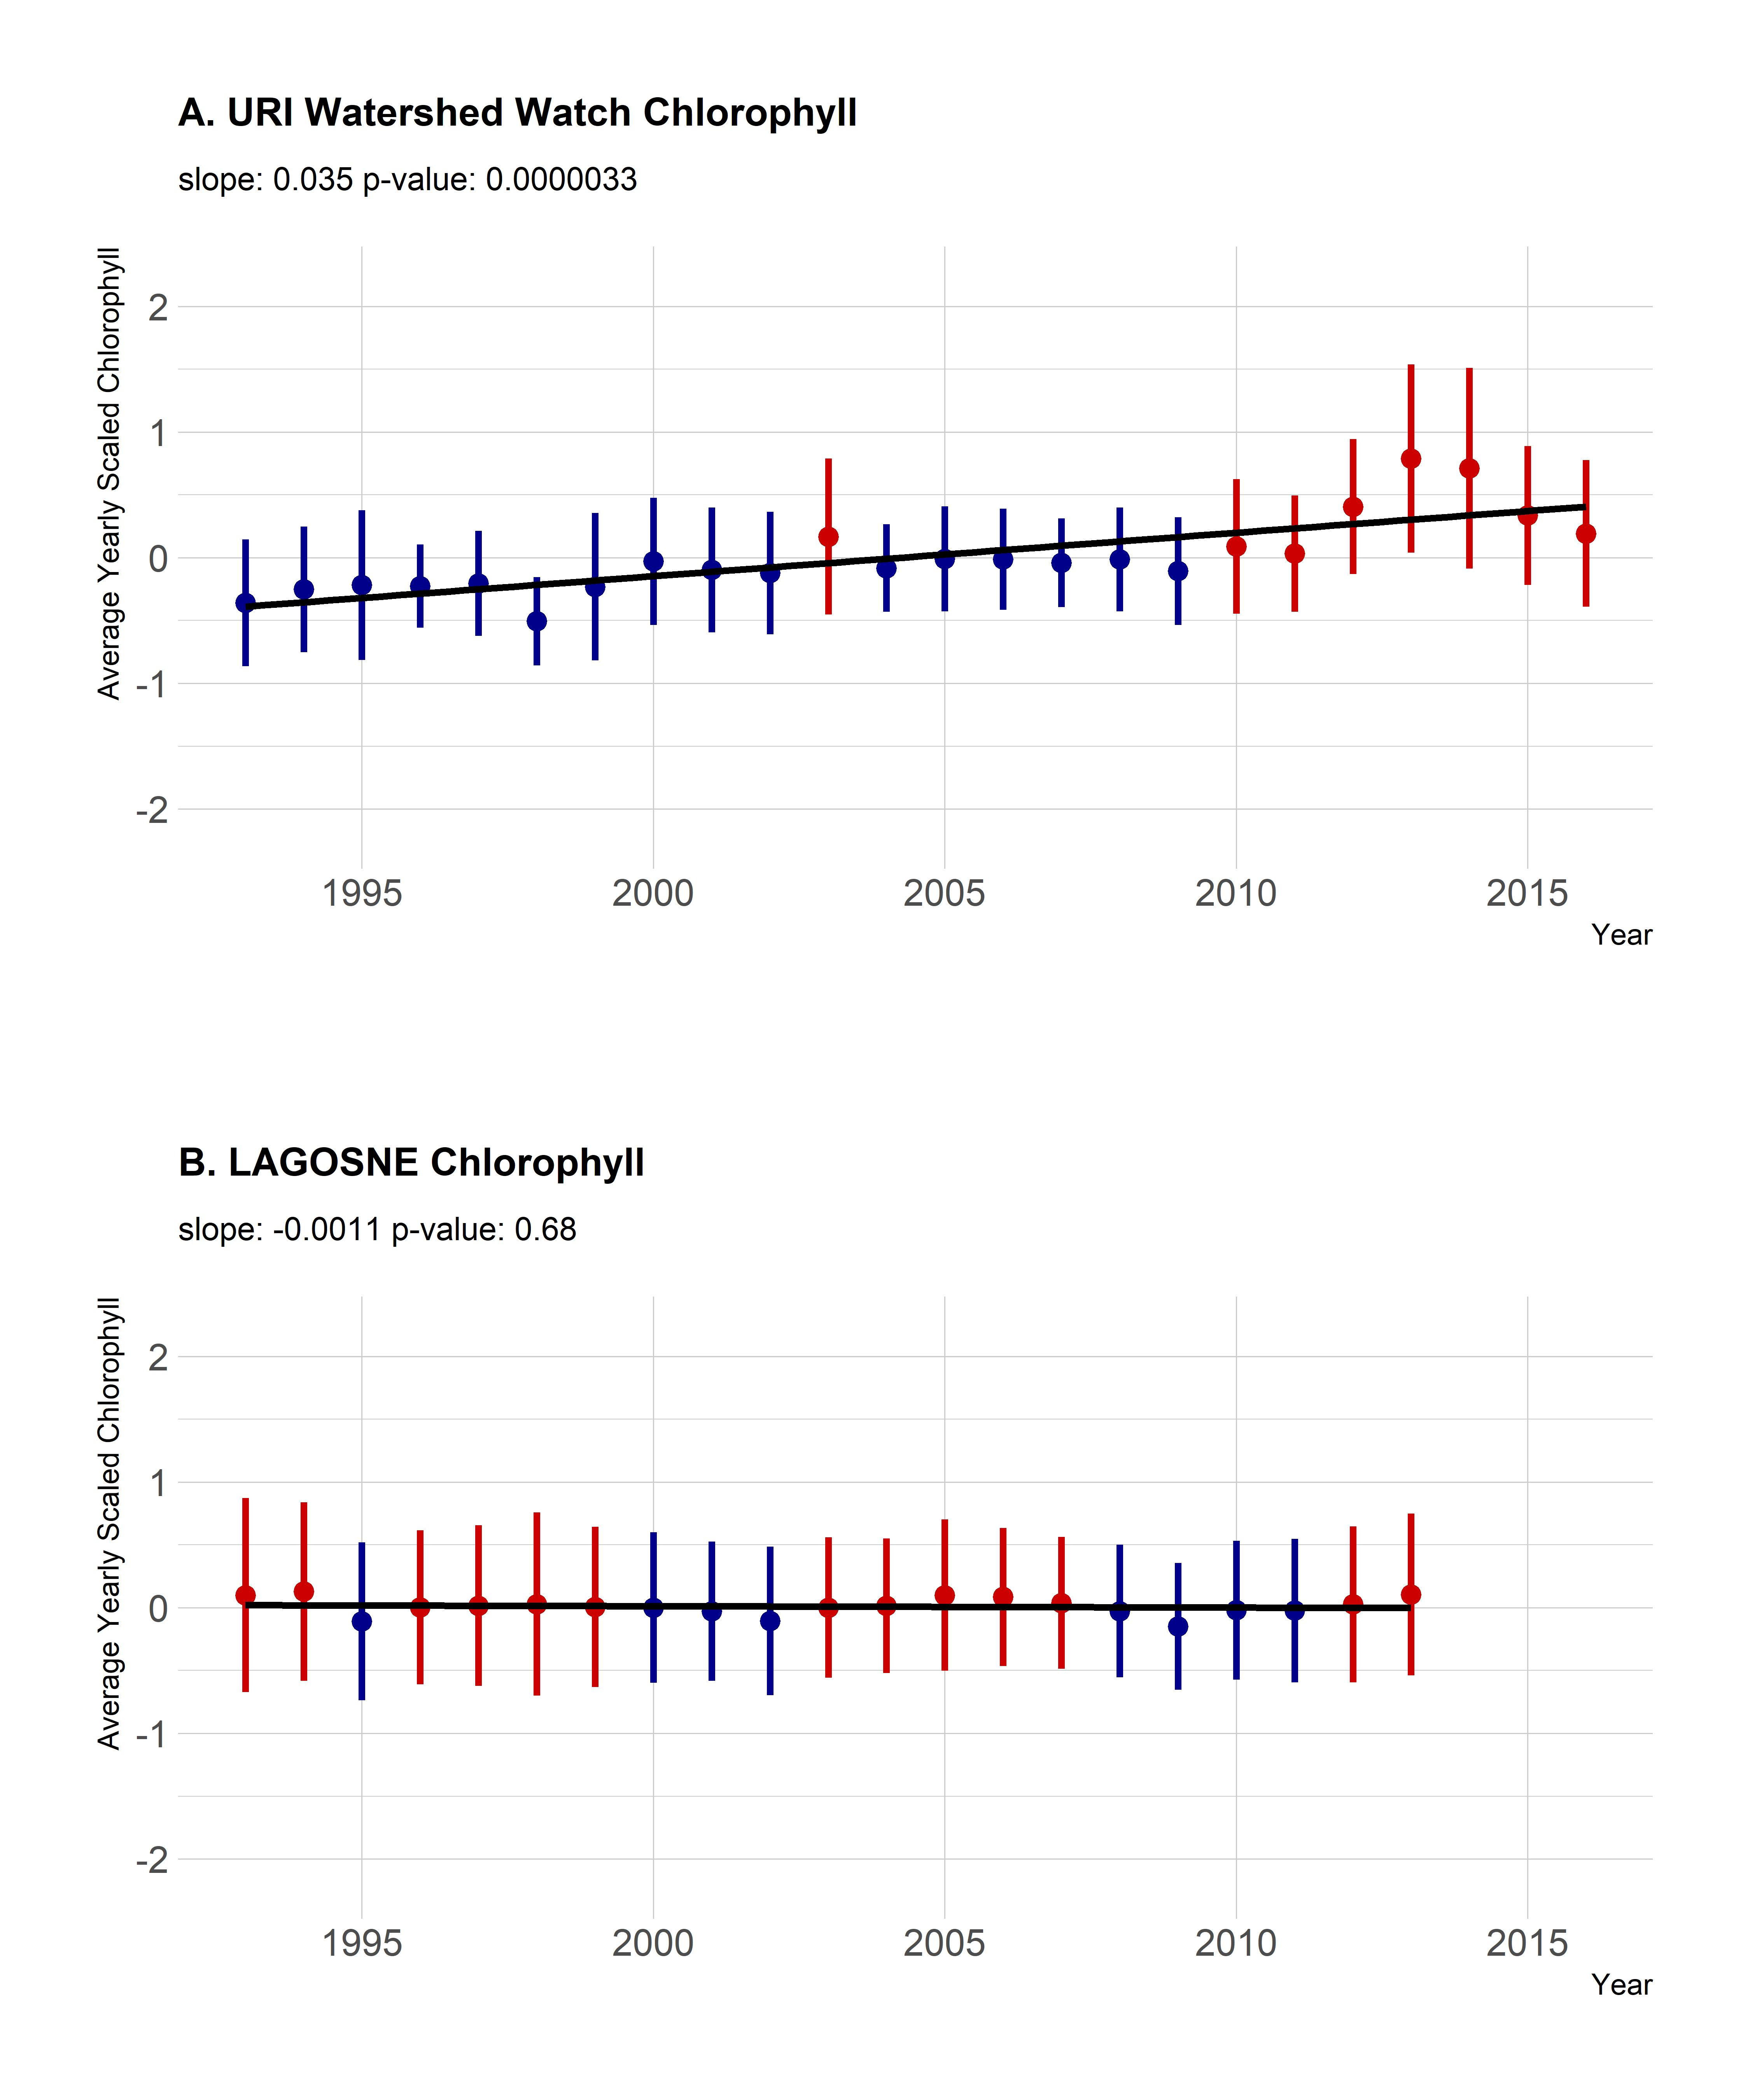 A. URI Watershed Watch Chlorophyll
slope: 0.035 p-value: 0.0000033
Average Yearly Scaled Chlorophyll
2
1
0
-1
-2
1995 2000 2005 2010 2015
Year
B. LAGOSNE Chlorophyll
slope: -0.0011 p-value: 0.68
Average Yearly Scaled Chlorophyll
2
1
0
-1
-2
1995 2000 2005 2010 2015
Year